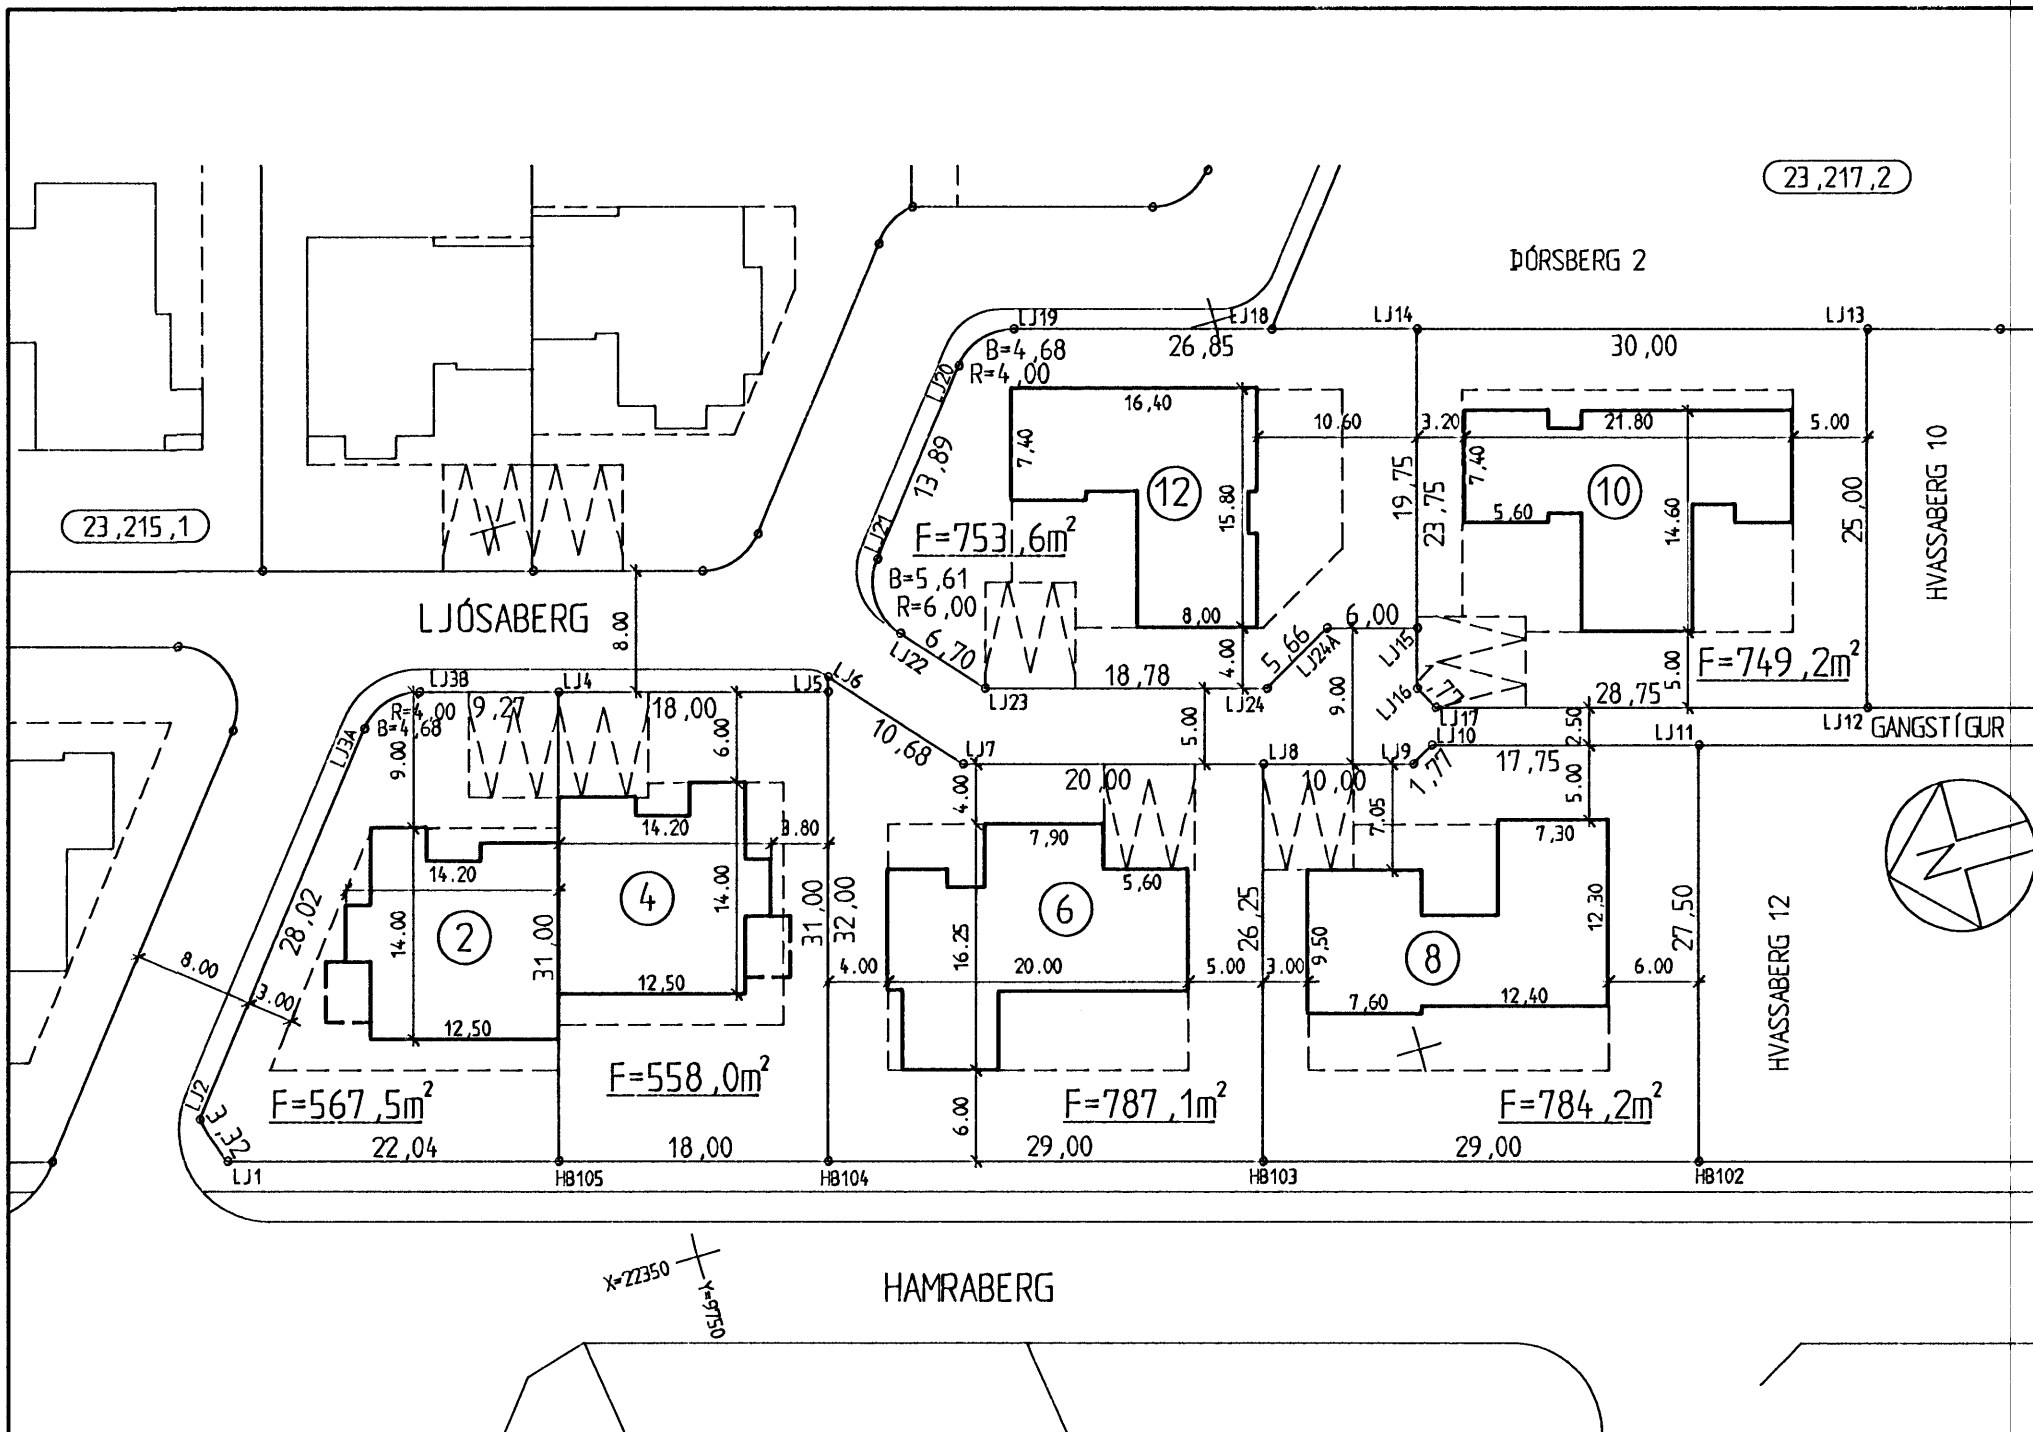 23,217,2
ÞÓRSBERG 2
LJ19
LJ18
LJ14
LJ13
B=4,68
R=4,00
26,85
30,00
LJ20
16,40
10.60
3.20
21.80
5.00
7,40
7,40
13,89
12
10
15.80
19,75
23,75
5,60
14.60
25,00
HVASSABERG 10
23,215,1
LJ21
F=753,6m²
B=5,61
R=6,00
LJÓSABERG
8.00
8,00
6,00
6,70
LJ22
4.00
5,66
LJ24A
LJ15
5.00
F=749,2m²
LJ3B
LJ4
LJ5
LJ6
LJ23
18,78
LJ24
9.00
LJ16
1,77
28,75
LJ17
LJ12
GANGSTÍGUR
R=4,00
B=4,68
9,27
18,00
LJ3A
9.00
6.00
10,68
5.00
LJ10
2.50
LJ11
LJ7
LJ8
LJ9
20,00
10,00
1,77
17,75
4.00
7.05
5.00
14.20
3.80
7,90
7,30
14.20
5,60
4
14.00
6
12,30
28,02
2
14.00
31,00
31,00
32,00
16.25
26,25
9,50
8
27,50
HVASSABERG 12
8.00
3.00
12,50
4.00
20.00
5.00
3.00
6.00
12,50
7,60
12,40
LJ2
F=567,5m²
F=558,0m²
F=787,1m²
F=784,2m²
3,32
22,04
18,00
6.00
29,00
29,00
LJ1
HB105
HB104
HB103
HB102
X=22350
Y=9750
HAMRABERG
N